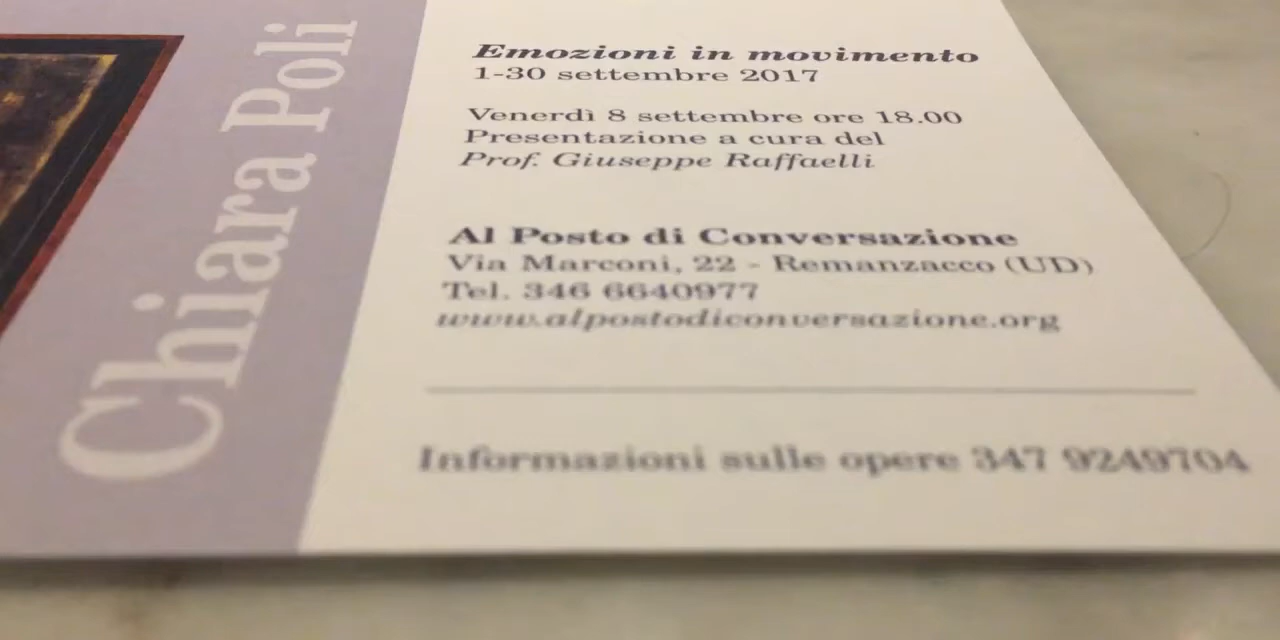 Chiara Poli
Emozioni in movimento
1-30 settembre 2017
Venerdì 8 settembre ore 18.00
Presentazione a cura del
Prof. Giuseppe Raffaelli
Al Posto di Conversazione
Via Marconi, 22 - Remanzacco (UD)
Tel. 346 6640977
www.alpostodiconversazione.org
Informazioni sulle opere 347 9249704